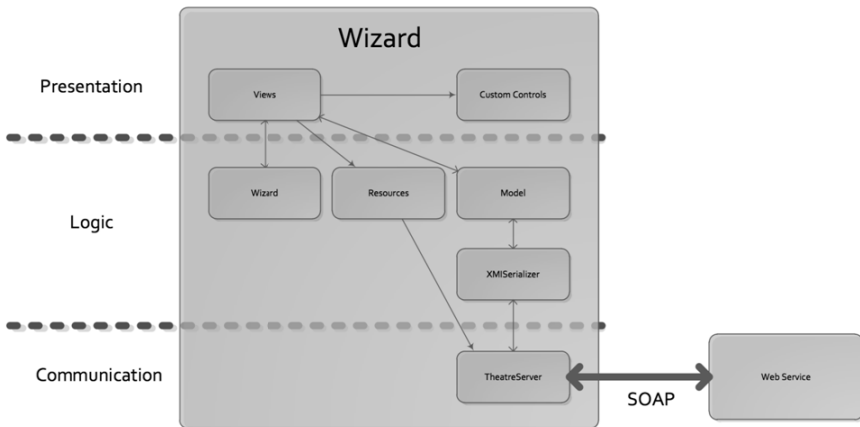 Wizard
Presentation
Views
Custom Controls
Wizard
Resources
Model
Logic
XMISerializer
Communication
TheatreServer
Web Service
SOAP